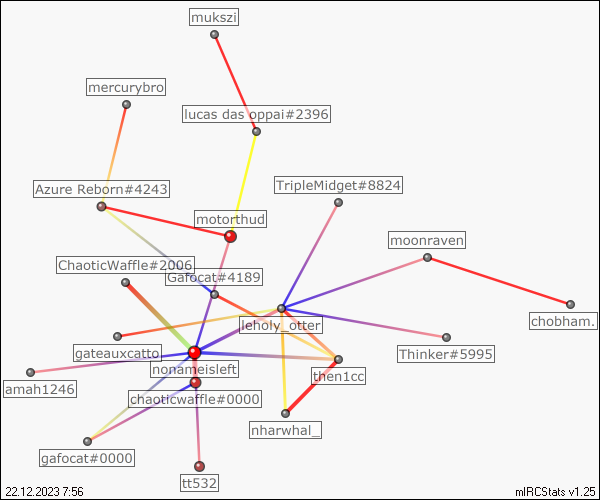 mukszi
mercurybro
lucas das oppai#2396
TripleMidget#8824
Azure Reborn#4243
motorthud
moonraven
ChaoticWaffle#2006
Gafocat#4189
leholy_otter
chobham.
gateauxcatto
Thinker#5995
nonameisleft
then1cc
amah1246
chaoticwaffle#0000
nharwhal_
gafocat#0000
tt532
22.12.2023 7:56
mIRCStats v1.25